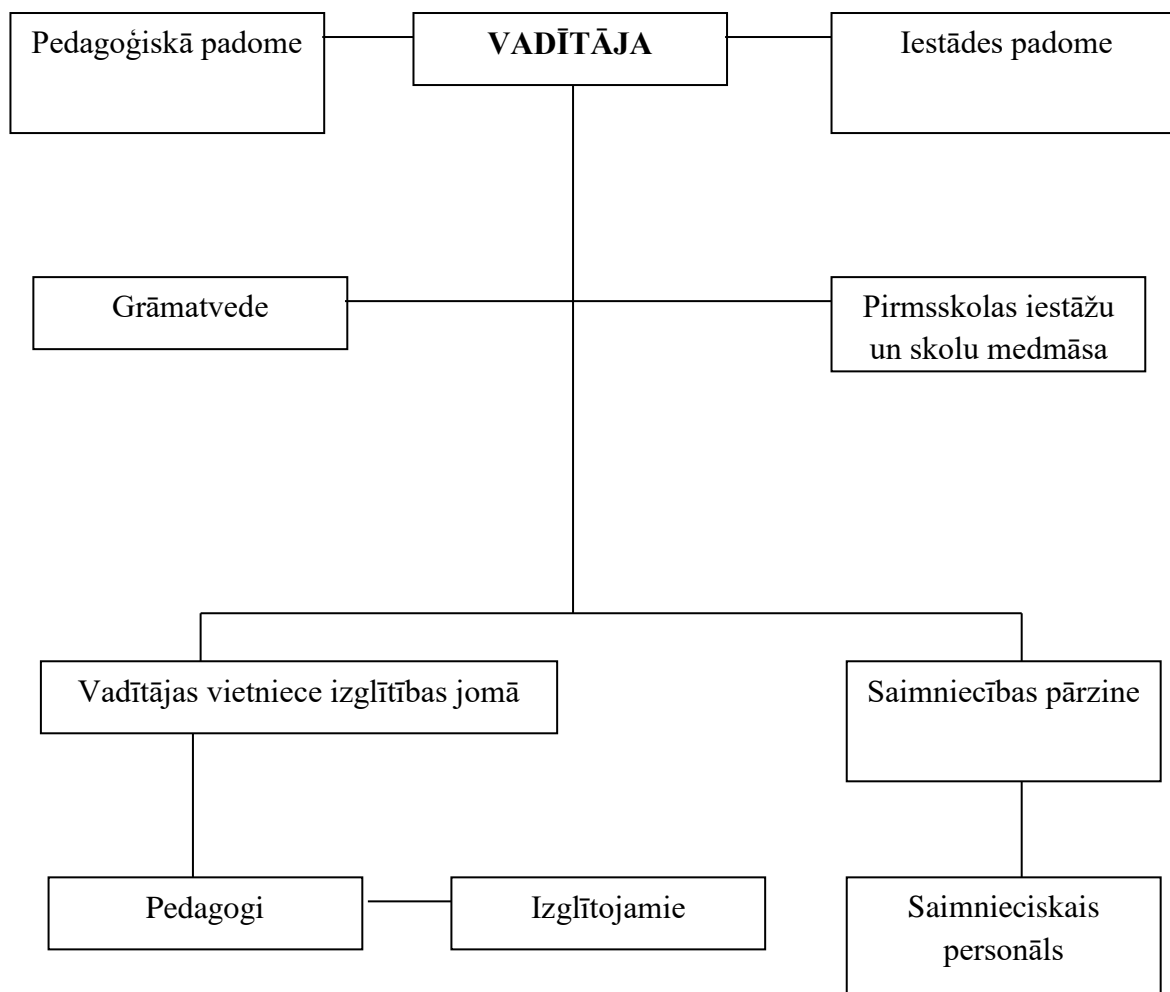 Pedagoģiskā padome
VADĪTĀJA
Iestādes padome
Grāmatvede
Pirmsskolas iestāžu
un skolu medmāsa
Vadītājas vietniece izglītības jomā
Saimniecības pārzine
Pedagogi
Izglītojamie
Saimnieciskais
personāls